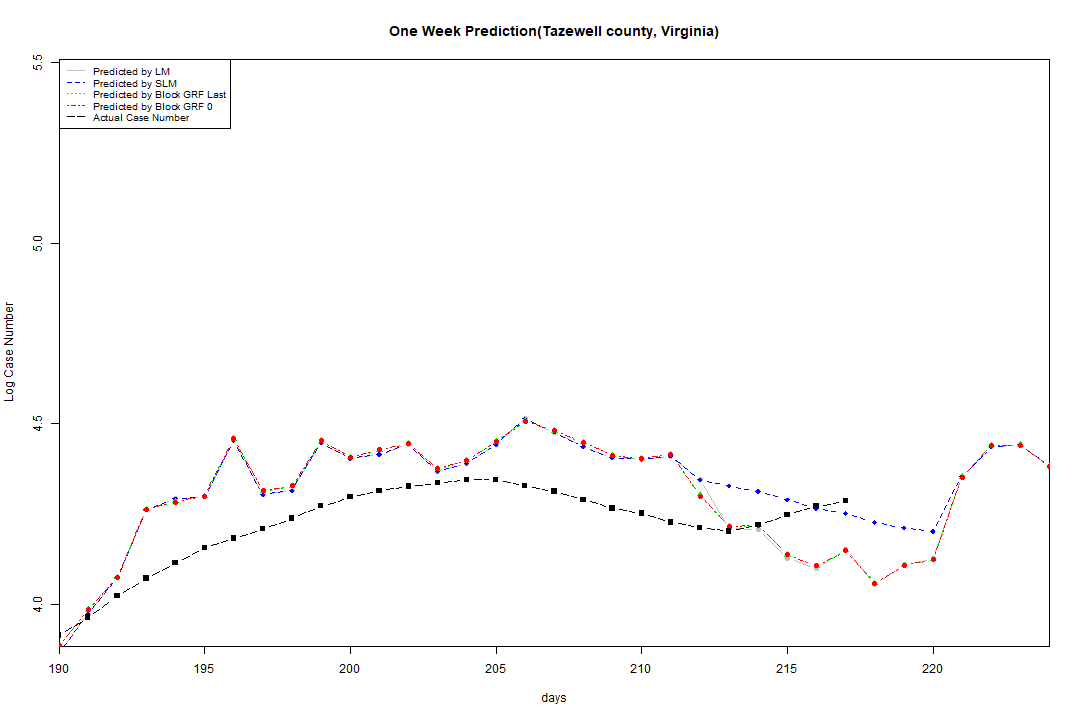 One Week Prediction(Tazewell county, Virginia)
Predicted by LM
Predicted by SLM
Predicted by Block GRF Last
Predicted by Block GRF 0
Actual Case Number
Log Case Number
5.5
5.0
4.5
4.0
190 195 200 205 210 215 220
days